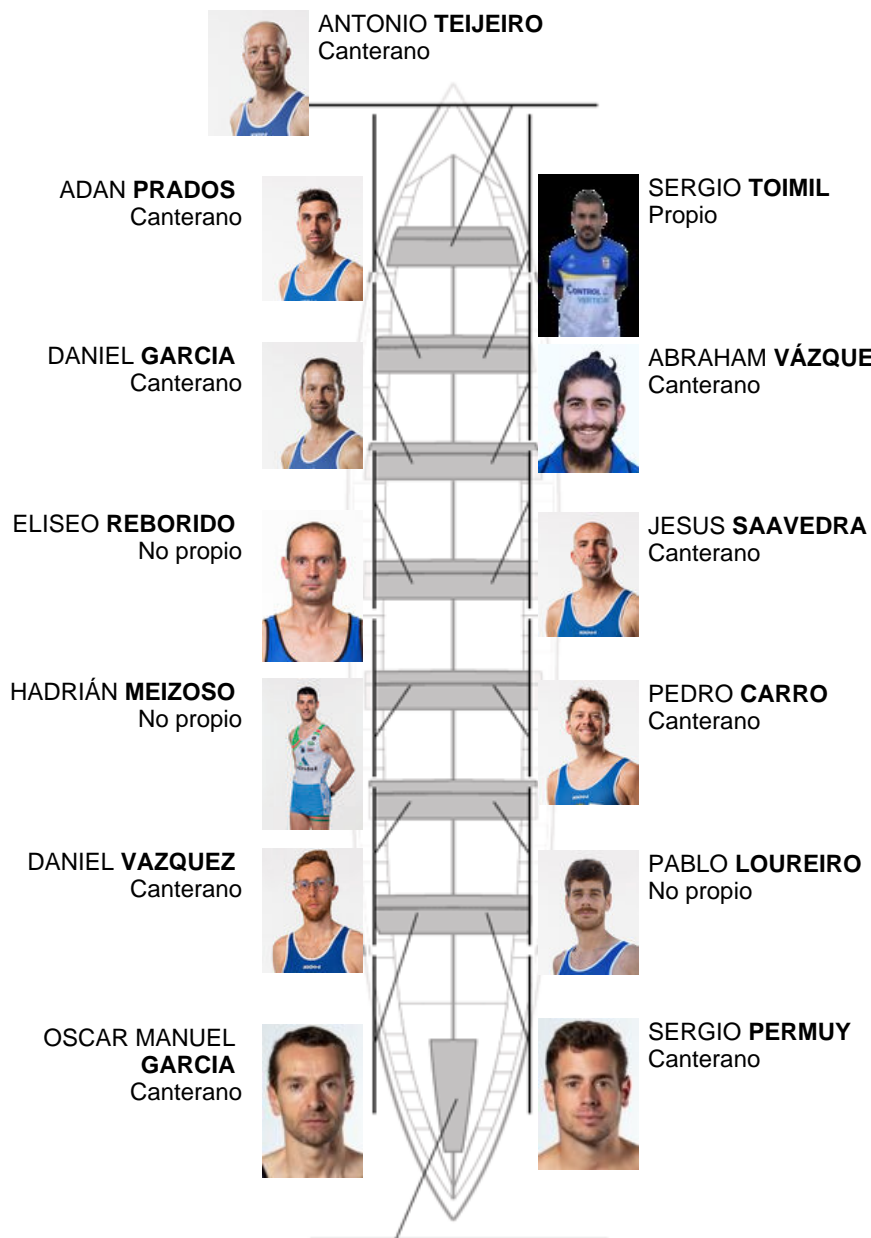 ANTONIO TEIJEIRO
Canterano
ADAN PRADOS
Canterano
SERGIO TOIMIL
Propio
CONTROL
VERTICAL
DANIEL GARCIA
Canterano
ABRAHAM VÁZQUE
Canterano
ELISEO REBORIDO
No propio
JESUS SAAVEDRA
Canterano
HADRIÁN MEIZOSO
No propio
PEDRO CARRO
Canterano
DANIEL VAZQUEZ
Canterano
PABLO LOUREIRO
No propio
OSCAR MANUEL
GARCIA
Canterano
SERGIO PERMUY
Canterano